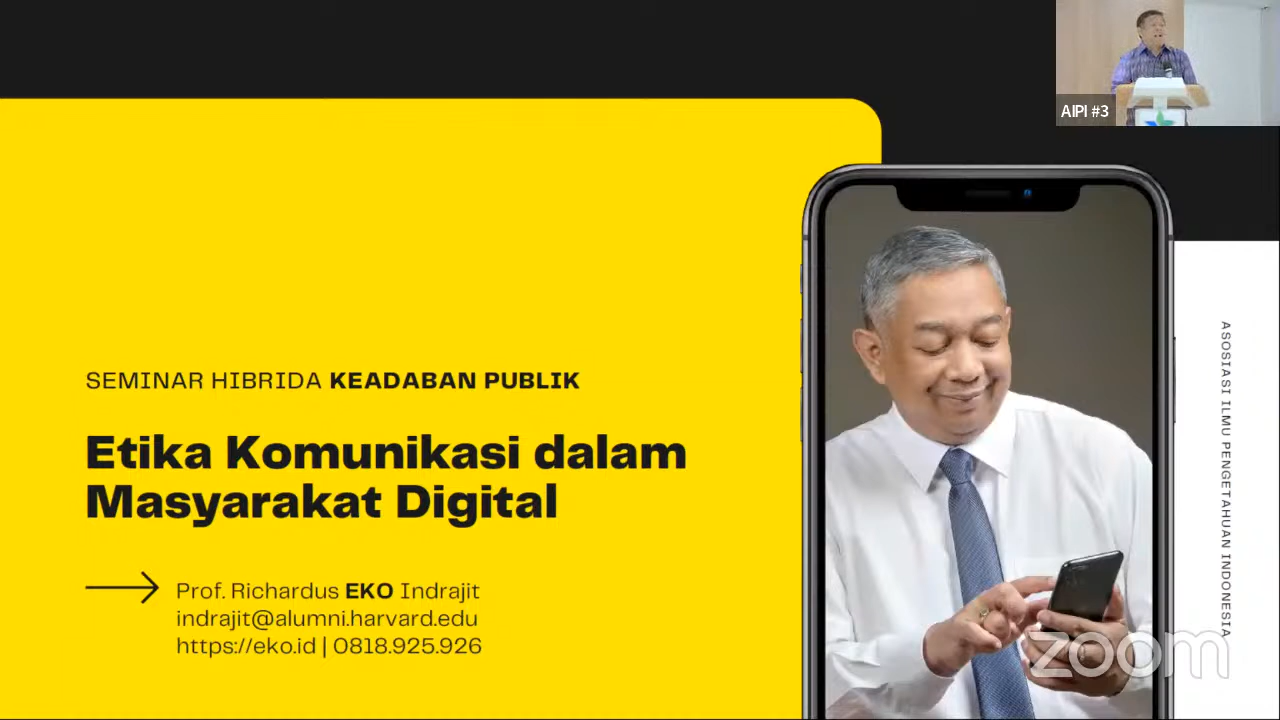 AIPI #3
SEMINAR HIBRIDA KEADABAN PUBLIK
Etika Komunikasi dalam
Masyarakat Digital
Prof. Richardus EKO Indrajit
indrajit@alumni.harvard.edu
https://eko.id | 0818.925.926
ASOSIASI ILMU PENGETAHUAN INDONESIA
zoom